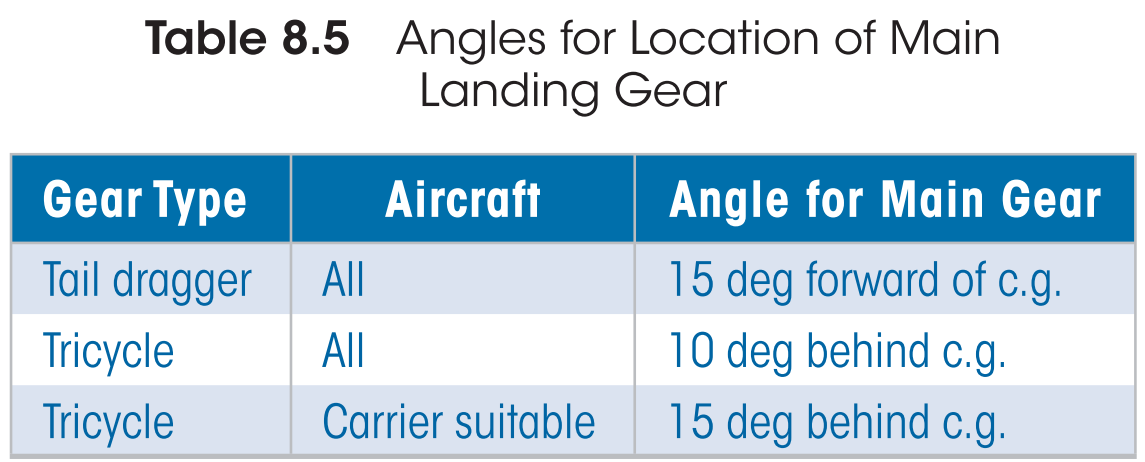 Table 8.5 Angles for Location of Main
Landing Gear
Gear Type Aircraft Angle for Main Gear
Tail dragger All 15 deg forward of c.g.
Tricycle All 10 deg behind c.g.
Tricycle Carrier suitable 15 deg behind c.g.